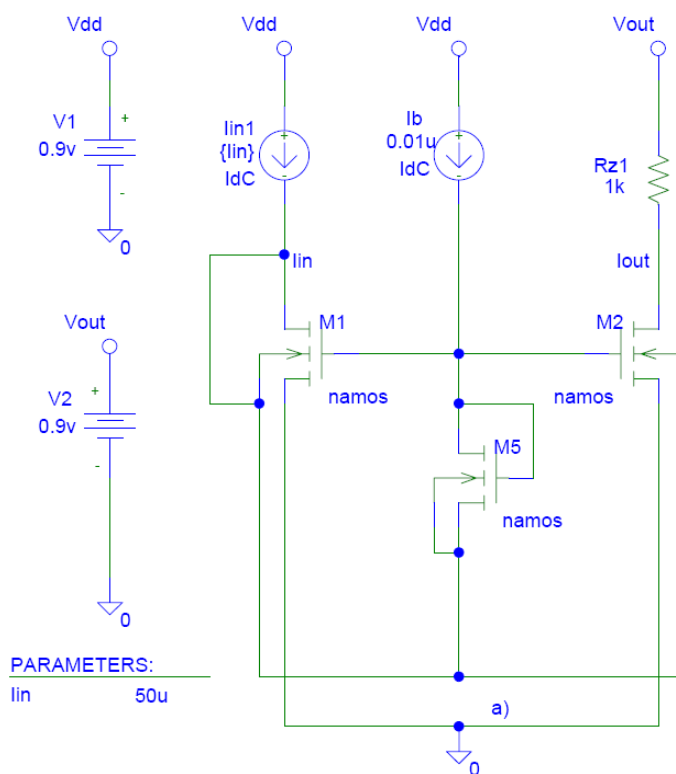 Vdd
Vdd
Vdd
Vout
+
V1
0.9v
-
0
Iin1
{Iin}
IdC
+
-
Ib
0.01u
IdC
+
-
Rz1
1k
Iin
Iout
Vout
+
V2
0.9v
-
0
M1
namos
M2
namos
M5
namos
PARAMETERS:
Iin 50u
a)
0